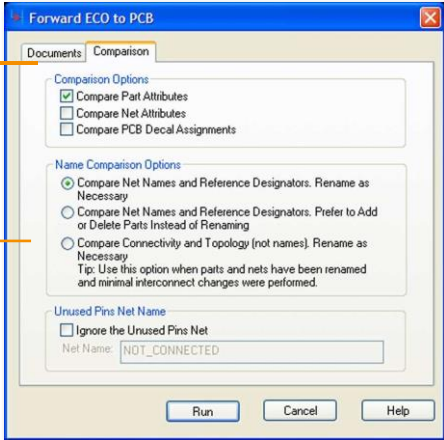 Forward ECO to PCB
Documents
Comparison
Comparison Options
Compare Part Attributes
Compare Net Attributes
Compare PCB Decal Assignments
Name Comparison Options
Compare Net Names and Reference Designators. Rename as
Necessary
Compare Net Names and Reference Designators. Prefer to Add
or Delete Parts Instead of Renaming
Compare Connectivity and Topology (not names). Rename as
Necessary
Tip: Use this option when parts and nets have been renamed
and minimal interconnect changes were performed.
Unused Pins Net Name
Ignore the Unused Pins Net
Net Name: NOT_CONNECTED
Run Cancel Help